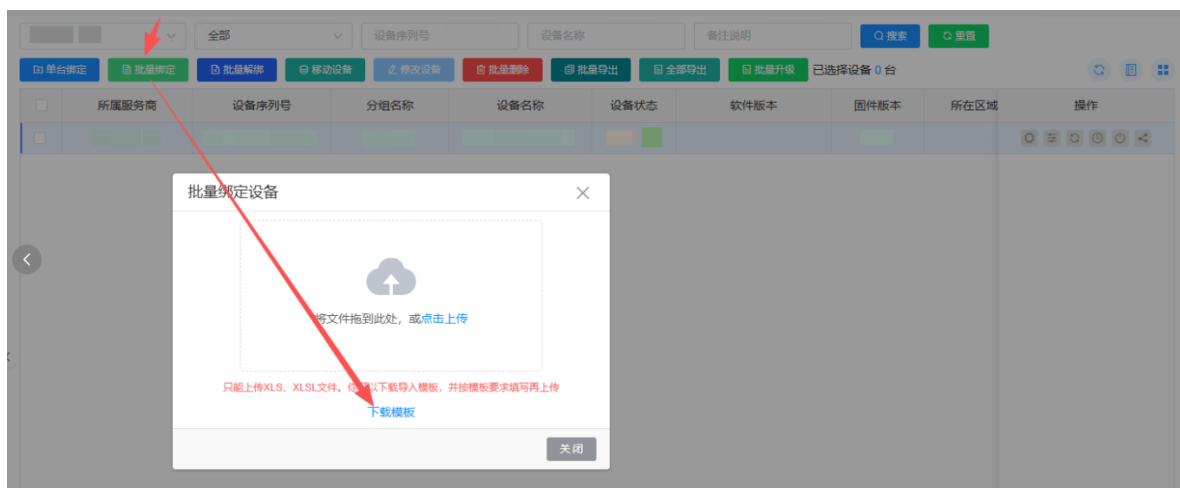 全部 设备序列号 设备名称 备注说明 搜索 重置
单台绑定 批量绑定 批量解绑 移动设备 修改设备 批量删除 批量导出 全部导出 批量升级 已选择设备 0 台
所属服务商 设备序列号 分组名称 设备名称 设备状态 软件版本 固件版本 所在区域 操作
批量绑定设备
将文件拖到此处，或点击上传
只能上传XLS、XLSL文件。你可以下载导入模板，并按模板要求填写再上传
下载模板
关闭